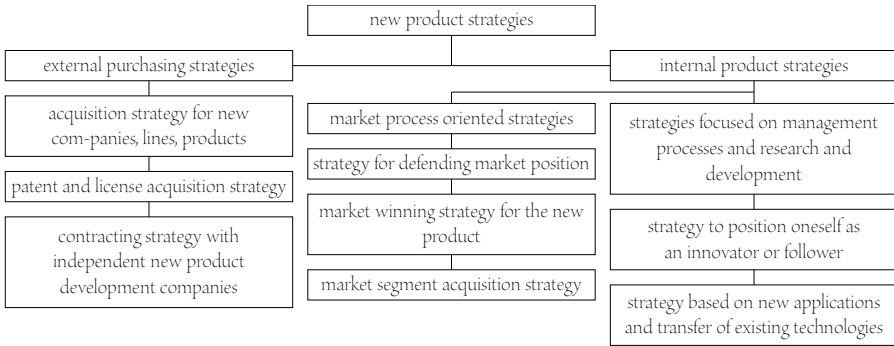 new product strategies
external purchasing strategies
internal product strategies
acquisition strategy for new
com-panies, lines, products
patent and license acquisition strategy
contracting strategy with
independent new product
development companies
market process oriented strategies
strategy for defending market position
market winning strategy for the new
product
market segment acquisition strategy
strategies focused on management
processes and research and
development
strategy to position oneself as
an innovator or follower
strategy based on new applications
and transfer of existing technologies